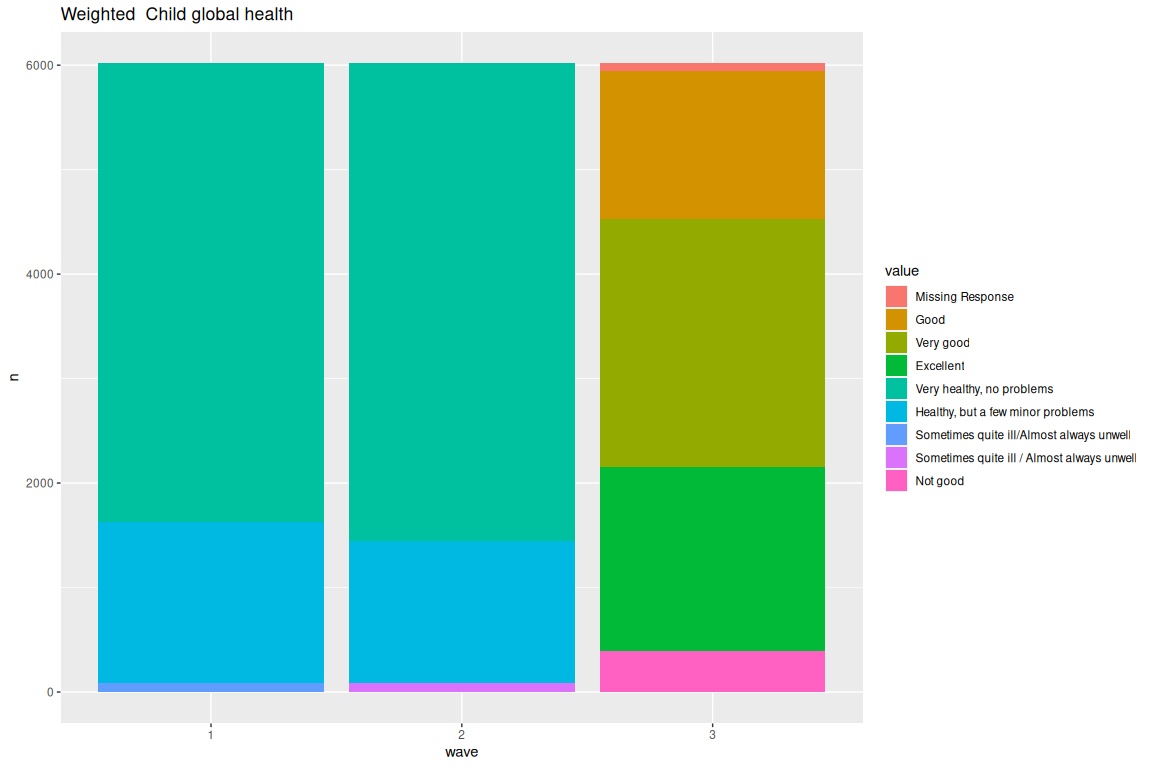 Weighted  Child global health
6000
4000
2000
0
n
1
2
3
wave
value
Missing Response
Good
Very good
Excellent
Very healthy, no problems
Healthy, but a few minor problems
Sometimes quite ill/Almost always unwell
Sometimes quite ill / Almost always unwell
Not good